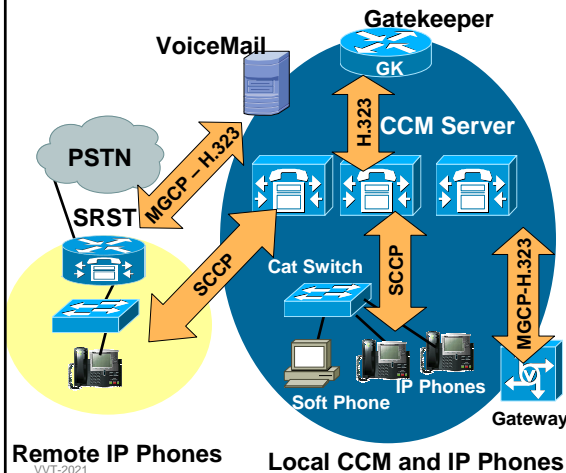 Gatekeeper
VoiceMail
GK
H.323
CCM Server
PSTN
MGCP – H.323
SRST
SCCP
Cat Switch
SCCP
MGCP-H.323
Soft Phone
IP Phones
Gateway
Remote IP Phones
VVT-2021
Local CCM and IP Phones